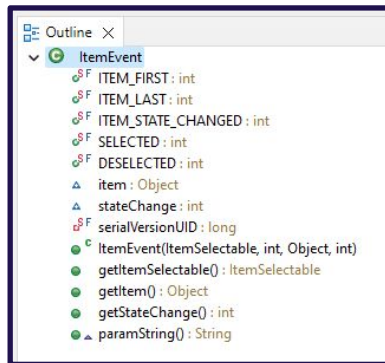 Outline
ItemEvent
ITEM_FIRST : int
ITEM_LAST : int
ITEM_STATE_CHANGED : int
SELECTED : int
DESELECTED : int
item : Object
stateChange : int
serialVersionUID : long
ItemEvent(ItemSelectable, int, Object, int)
getItemSelectable() : ItemSelectable
getItem() : Object
getStateChange() : int
paramString() : String